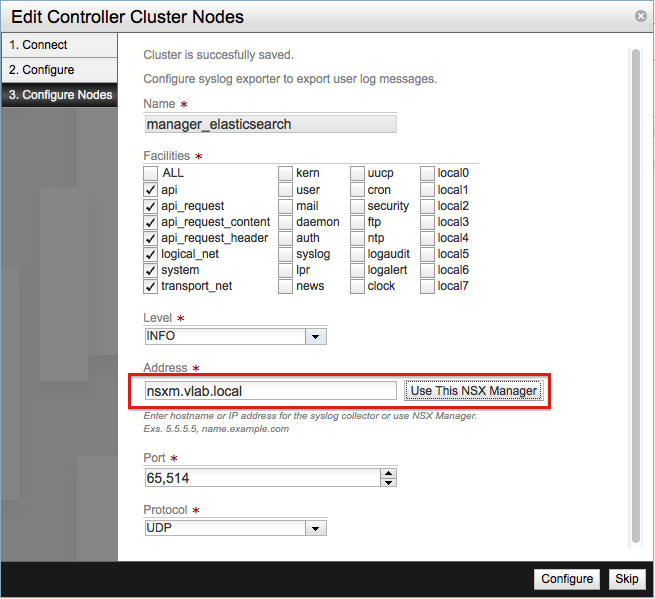 Edit Controller Cluster Nodes
1. Connect
2. Configure
3. Configure Nodes
Cluster is succesfully saved.
Configure syslog exporter to export user log messages.
Name *
manager_elasticsearch
Facilities *
ALL kern uucp local0
api user cron local1
api_request mail security local2
api_request_content daemon ftp local3
api_request_header auth ntp local4
logical_net syslog logaudit local5
system lpr logalert local6
transport_net news clock local7
Level *
INFO
Address *
nsxm.vlab.local Use This NSX Manager
Enter hostname or IP address for the syslog collector or use NSX Manager.
Exs. 5.5.5.5, name.example.com
Port *
65,514
Protocol *
UDP
Configure Skip